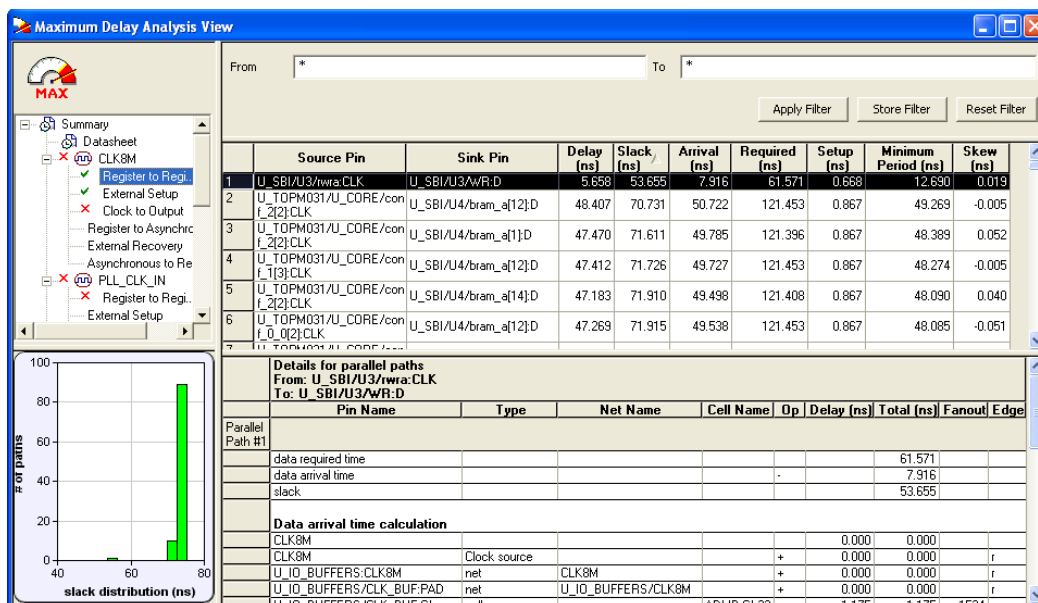 Maximum Delay Analysis View
MAX
From * To *
Apply Filter Store Filter Reset Filter
Summary
Datasheet
CLK8M
Register to Regi..
External Setup
Clock to Output
Register to Asynchro
External Recovery
Asynchronous to Re
PLL_CLK_IN
Register to Regi..
External Setup
Source Pin Sink Pin Delay (ns) Slack (ns) Arrival (ns) Required (ns) Setup (ns) Minimum Period (ns) Skew (ns)
1 U_SBI/U3/rwra:CLK U_SBI/U3/WR:D 5.658 53.655 7.916 61.571 0.668 12.690 0.019
2 U_TOPM031/U_CORE/conf_2[2]:CLK U_SBI/U4/bram_a[12]:D 48.407 70.731 50.722 121.453 0.867 49.269 -0.005
3 U_TOPM031/U_CORE/conf_2[2]:CLK U_SBI/U4/bram_a[1]:D 47.470 71.611 49.785 121.396 0.867 48.389 0.052
4 U_TOPM031/U_CORE/conf_1[3]:CLK U_SBI/U4/bram_a[12]:D 47.412 71.726 49.727 121.453 0.867 48.274 -0.005
5 U_TOPM031/U_CORE/conf_2[2]:CLK U_SBI/U4/bram_a[14]:D 47.183 71.910 49.498 121.408 0.867 48.090 0.040
6 U_TOPM031/U_CORE/conf_0_0[2]:CLK U_SBI/U4/bram_a[12]:D 47.269 71.915 49.538 121.453 0.867 48.085 -0.051
100
80
60
40
20
0
40 60 80
# of paths
slack distribution (ns)
Details for parallel paths
From: U_SBI/U3/rwra:CLK
To: U_SBI/U3/WR:D
Pin Name Type Net Name Cell Name Op Delay (ns) Total (ns) Fanout Edge
Parallel Path #1
data required time 61.571
data arrival time - 7.916
slack 53.655
Data arrival time calculation
CLK8M 0.000 0.000
CLK8M Clock source + 0.000 0.000 r
U_IO_BUFFERS:CLK8M net CLK8M + 0.000 0.000 r
U_IO_BUFFERS/CLK_BUF:PAD net U_IO_BUFFERS/CLK8M + 0.000 0.000 r